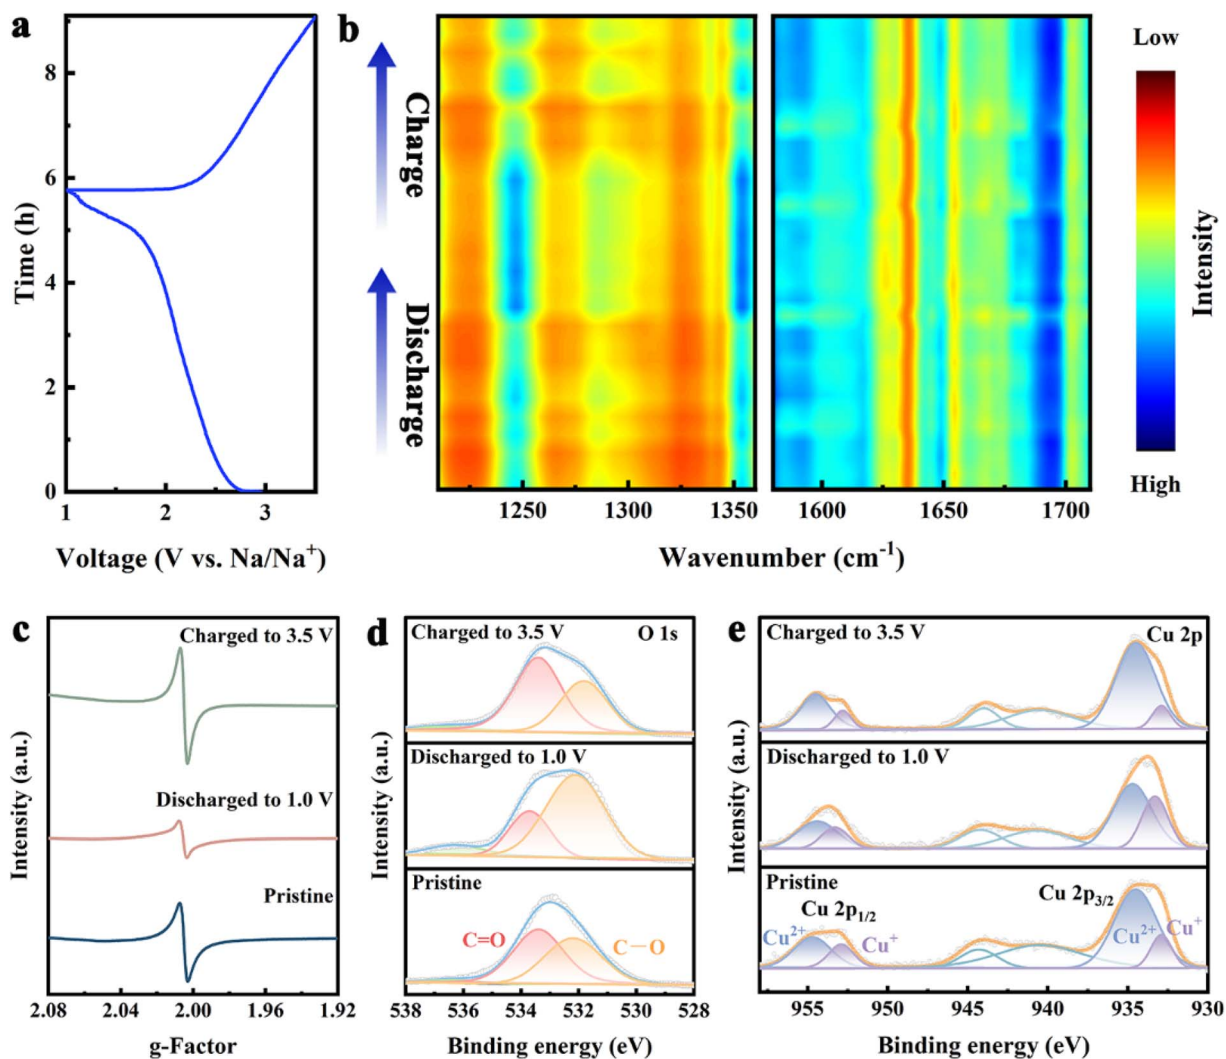 a
8
6
4
2
0
Time (h)
1
2
3
Voltage (V vs. Na/Na⁺)
b
Charge
Discharge
1250
1300
1350
1600
1650
1700
Wavenumber (cm⁻¹)
Low
Intensity
High
c
Charged to 3.5 V
Discharged to 1.0 V
Pristine
Intensity (a.u.)
2.08
2.04
2.00
1.96
1.92
g-Factor
d
Charged to 3.5 V
O 1s
Discharged to 1.0 V
Pristine
C=O
C—O
Intensity (a.u.)
538
536
534
532
530
528
Binding energy (eV)
e
Charged to 3.5 V
Cu 2p
Discharged to 1.0 V
Pristine
Cu 2p₁/₂
Cu 2p₃/₂
Cu²⁺
Cu⁺
Cu²⁺
Cu⁺
Intensity (a.u.)
955
950
945
940
935
930
Binding energy (eV)